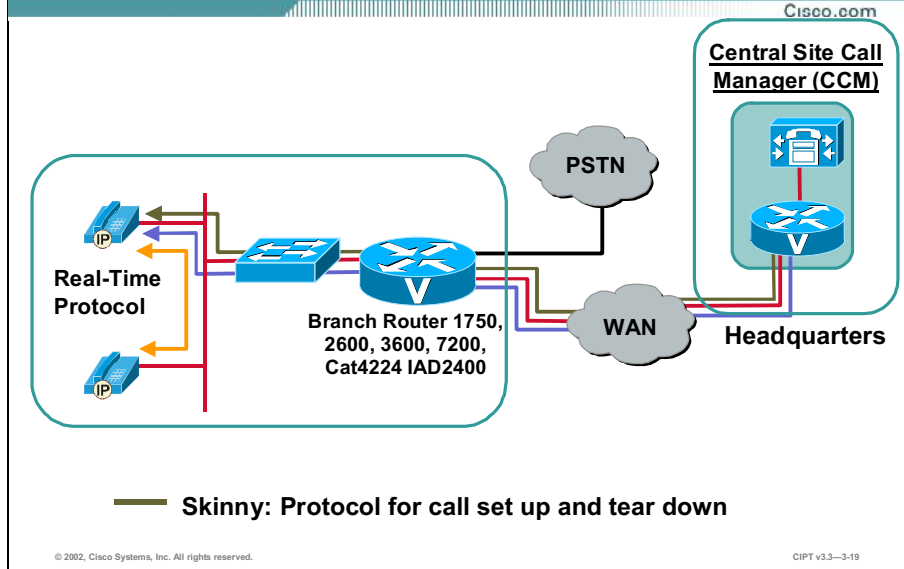 Cisco.com
Central Site Call
Manager (CCM)
PSTN
IP
V
Real-Time
Protocol
V
Branch Router 1750,
2600, 3600, 7200,
Cat4224 IAD2400
WAN
Headquarters
IP
Skinny: Protocol for call set up and tear down
© 2002, Cisco Systems, Inc. All rights reserved.
CIPT v3.3—3-19